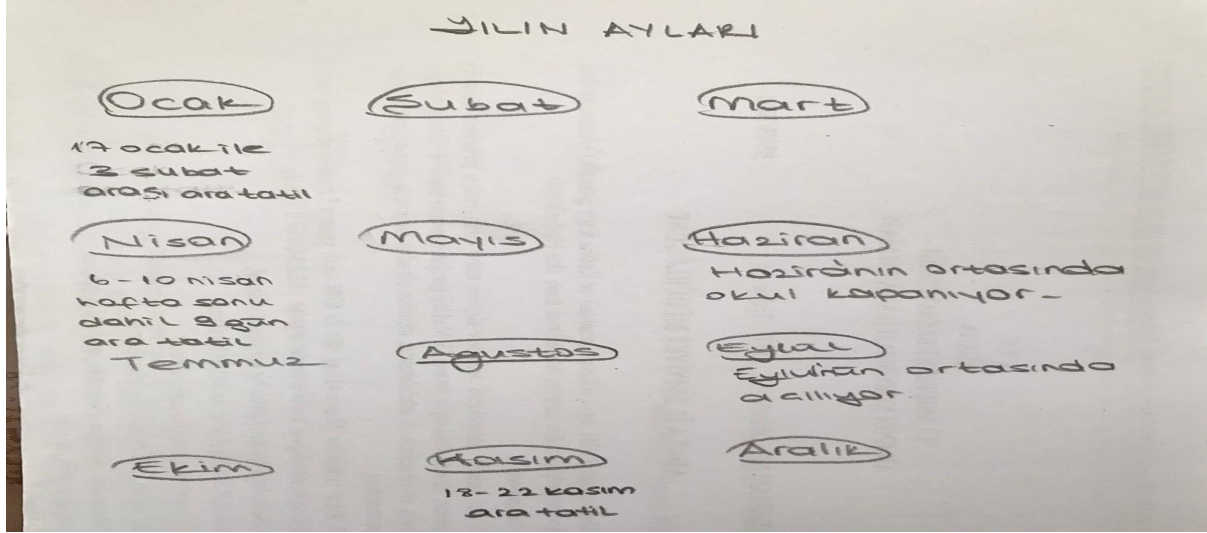 YILIN AYLARI
Ocak Şubat Mart
17 ocak ile
3 şubat
arası ara tatil
Nisan Mayıs Haziran
6-10 nisan
hafta sonu
dahil 9 gün
ara tatil
Haziranın ortasında
okul kapanıyor-
Temmuz Agustos Eylül
Eylulün ortasında
açılıyor.
Ekim Kasım Aralık
18-22 kasım
ara tatil